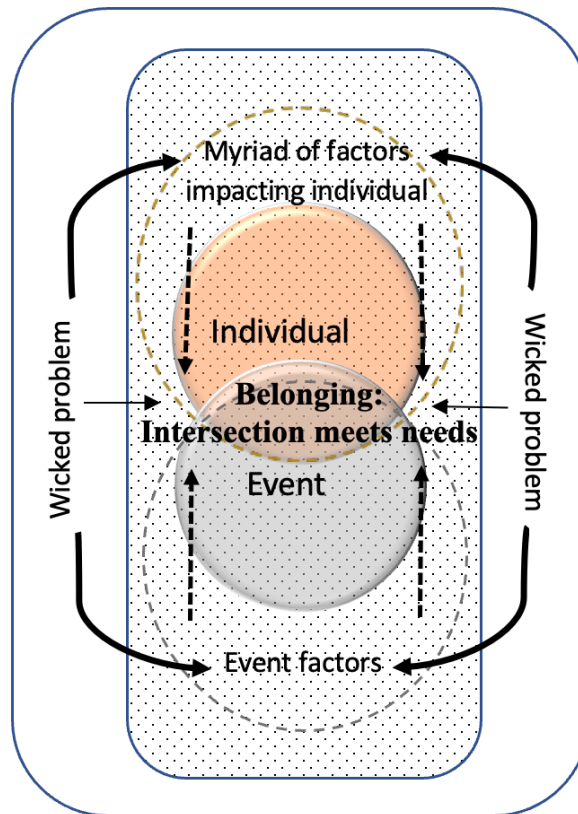 Myriad of factors
impacting individual
Individual
Wicked problem
Belonging:
Intersection meets needs
Wicked problem
Event
Event factors